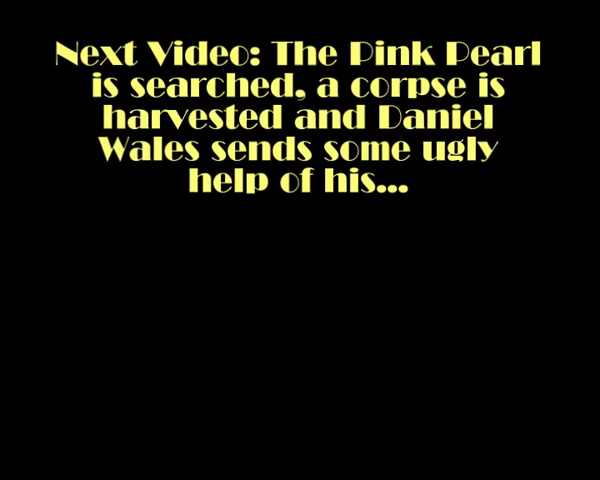 Next Video: The Pink Pearl
is searched, a corpse is
harvested and Daniel
Wales sends some ugly
help of his...